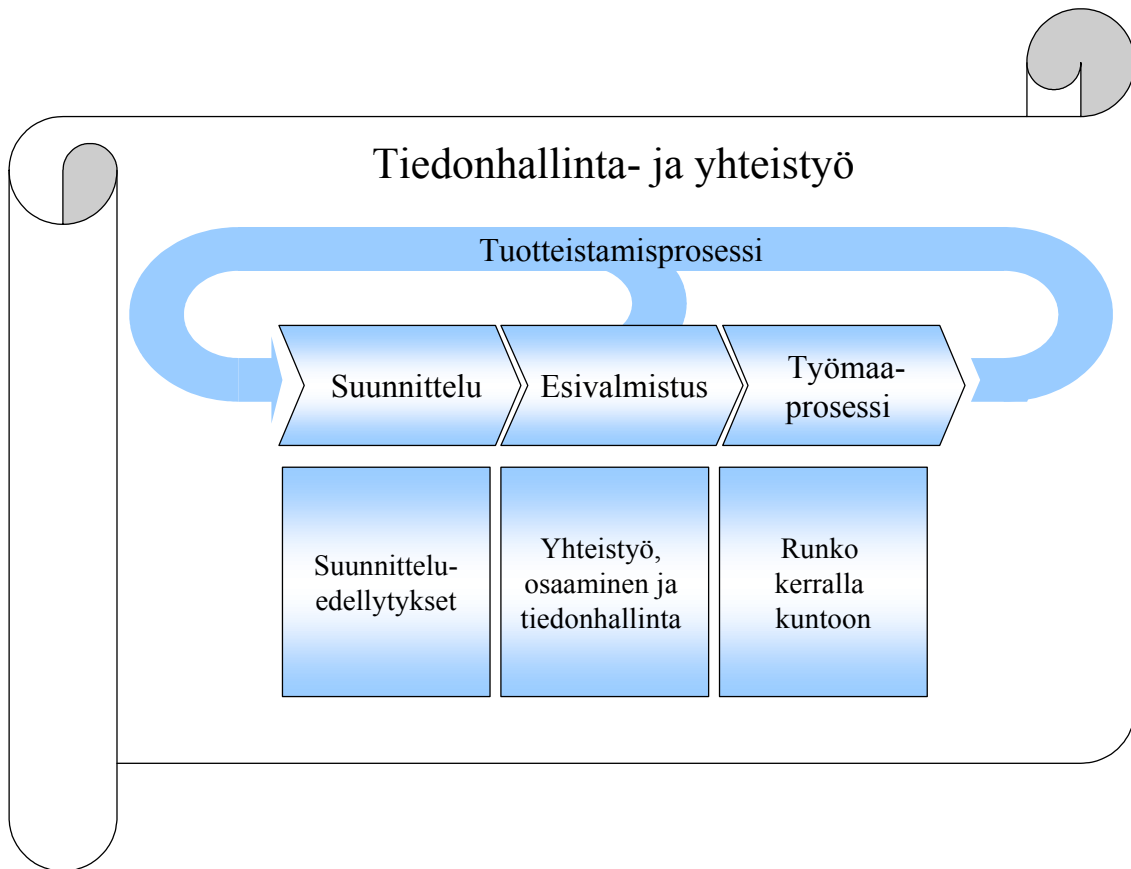 Tiedonhallinta- ja yhteistyö
Tuotteistamisprosessi
Suunnittelu
Esivalmistus
Työmaa-
prosessi
Suunnittelu-
edellytykset
Yhteistyö,
osaaminen ja
tiedonhallinta
Runko
kerralla
kuntoon